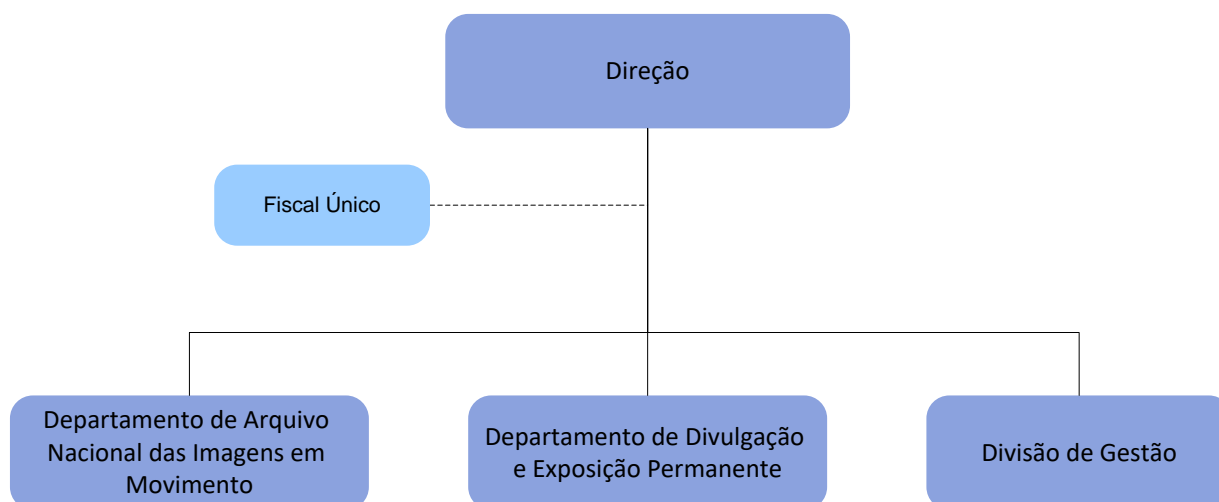 Direção
Fiscal Único
Departamento de Arquivo
Nacional das Imagens em
Movimento
Departamento de Divulgação
e Exposição Permanente
Divisão de Gestão